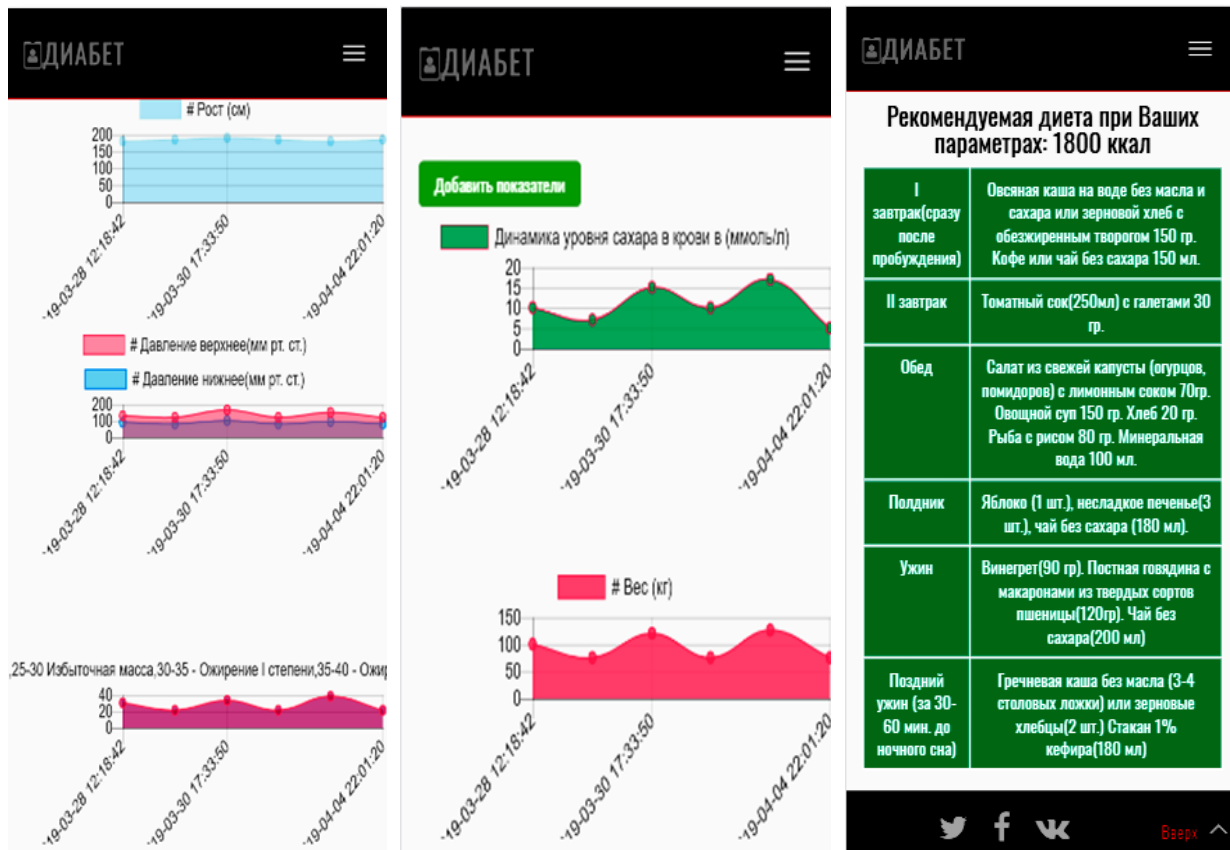 ДИАБЕТ
# Рост (см)
200
150
100
50
0
19-03-28 12:18:42
19-03-30 17:33:50
19-04-04 22:01:20
# Давление верхнее(мм рт. ст.)
# Давление нижнее(мм рт. ст.)
200
100
0
19-03-28 12:18:42
19-03-30 17:33:50
19-04-04 22:01:20
,25-30 Избыточная масса,30-35 - Ожирение I степени,35-40 - Ожир
40
20
0
19-03-28 12:18:42
19-03-30 17:33:50
19-04-04 22:01:20
ДИАБЕТ
Добавить показатели
Динамика уровня сахара в крови в (ммоль/л)
20
15
10
5
0
19-03-28 12:18:42
19-03-30 17:33:50
19-04-04 22:01:20
# Вес (кг)
150
100
50
0
19-03-28 12:18:42
19-03-30 17:33:50
19-04-04 22:01:20
ДИАБЕТ
Рекомендуемая диета при Ваших
параметрах: 1800 ккал
I
завтрак(сразу
после
пробуждения)
Овсяная каша на воде без масла и
сахара или зерновой хлеб с
обезжиренным творогом 150 гр.
Кофе или чай без сахара 150 мл.
II завтрак
Томатный сок(250мл) с галетами 30
гр.
Обед
Салат из свежей капусты (огурцов,
помидоров) с лимонным соком 70гр.
Овощной суп 150 гр. Хлеб 20 гр.
Рыба с рисом 80 гр. Минеральная
вода 100 мл.
Полдник
Яблоко (1 шт.), несладкое печенье(3
шт.), чай без сахара (180 мл).
Ужин
Винегрет(90 гр). Постная говядина с
макаронами из твердых сортов
пшеницы(120гр). Чай без
сахара(200 мл)
Поздний
ужин (за 30-
60 мин. до
ночного сна)
Гречневая каша без масла (3-4
столовых ложки) или зерновые
хлебцы(2 шт.) Стакан 1%
кефира(180 мл)
Вверх